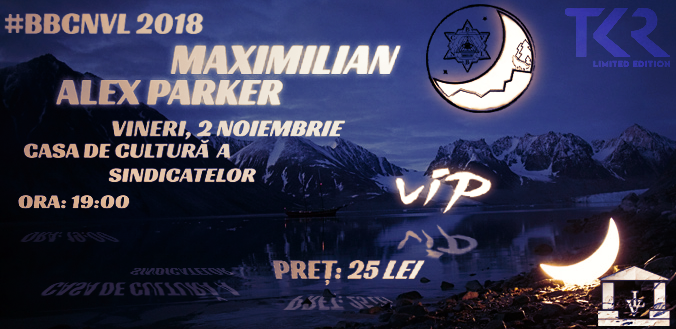 #BBCNVL 2018
TKR
LIMITED EDITION
MAXIMILIAN
ALEX PARKER
VINERI, 2 NOIEMBRIE
CASA DE CULTURĂ A
SINDICATELOR
ORA: 19:00
VIP
PREȚ: 25 LEI